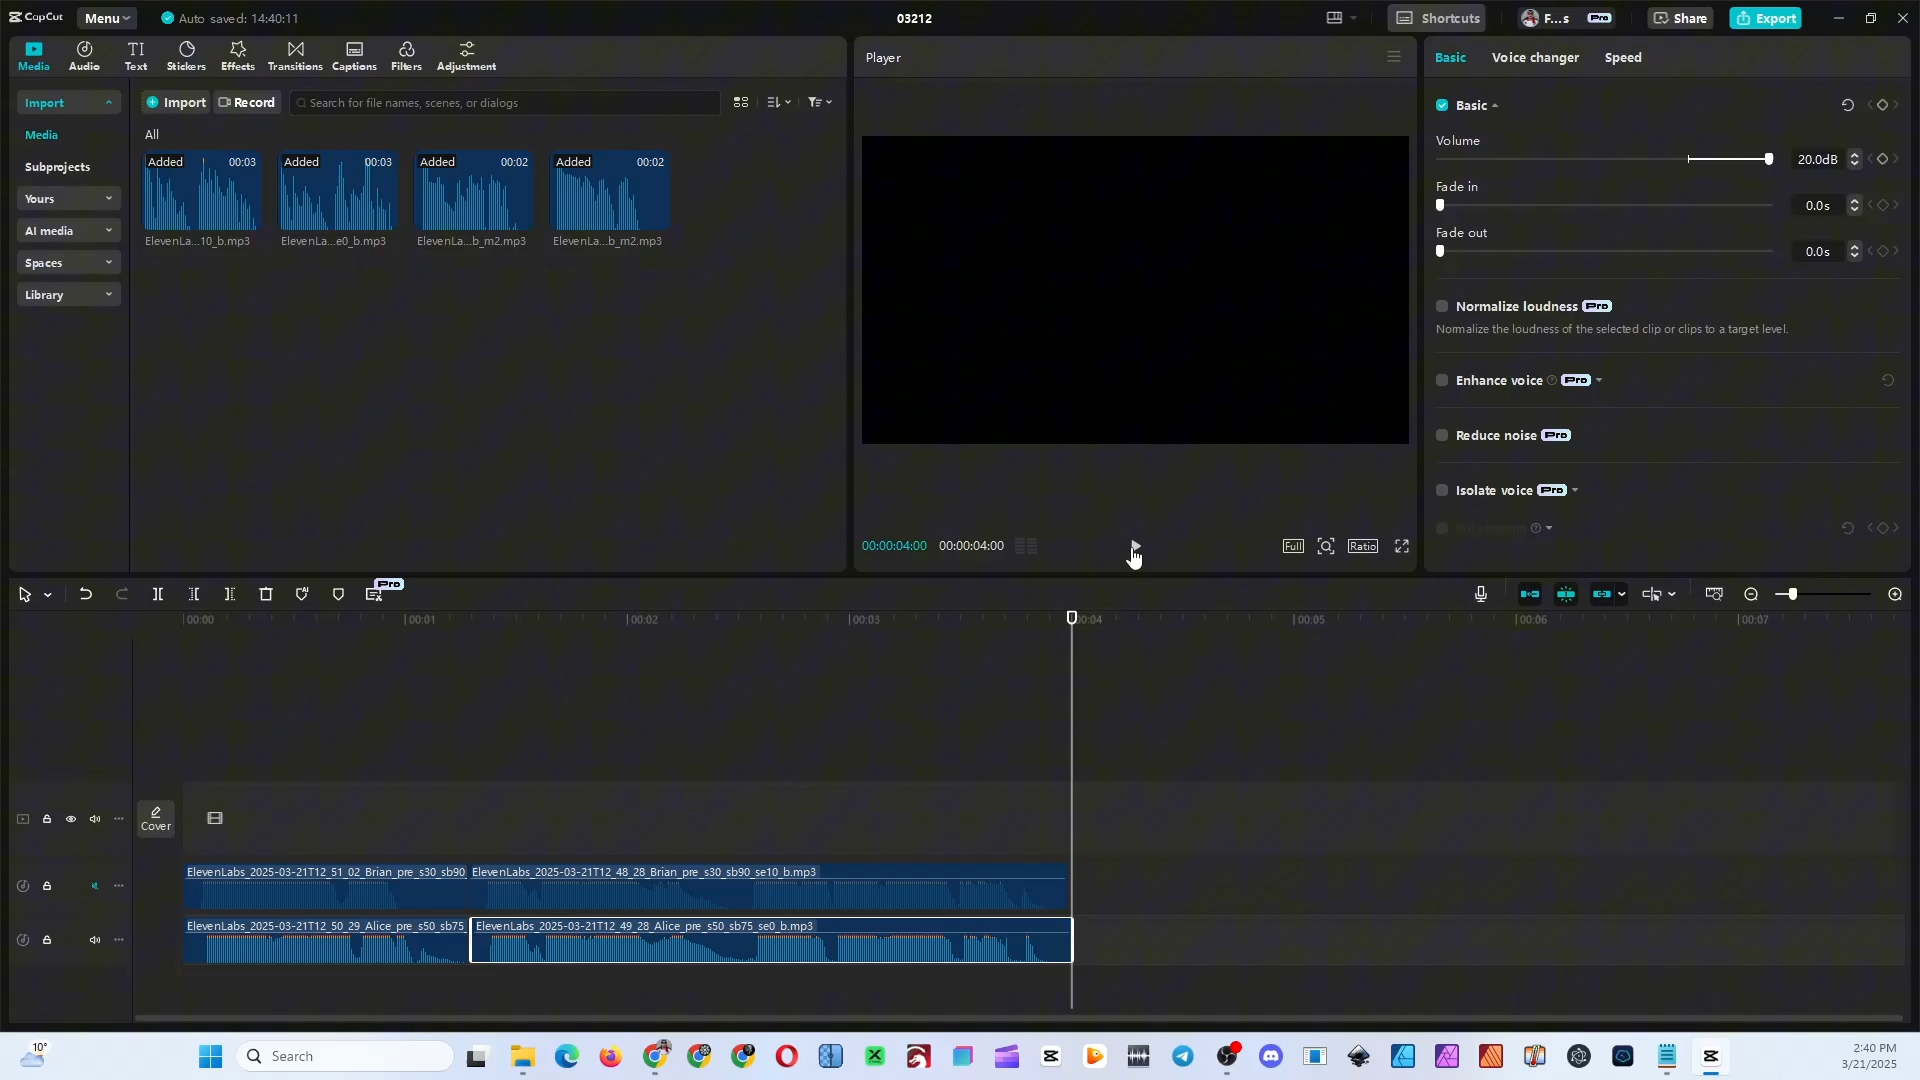 CapCut Menu Auto saved: 14:40:11 03212 Shortcuts F...s Pro Share Export
Media Audio Text Stickers Effects Transitions Captions Filters Adjustment
Import
Media
Subprojects
Yours
AI media
Spaces
Library
Import Record Search for file names, scenes, or dialogs
All
Added 00:03 Added 00:03 Added 00:02 Added 00:02
ElevenLa...10_b.mp3 ElevenLa...e0_b.mp3 ElevenLa...b_m2.mp3 ElevenLa...b_m2.mp3
Player
00:00:04:00 00:00:04:00 Full Ratio
Basic Voice changer Speed
Basic
Volume
20.0dB
Fade in
0.0s
Fade out
0.0s
Normalize loudness Pro
Normalize the loudness of the selected clip or clips to a target level.
Enhance voice Pro
Reduce noise Pro
Isolate voice Pro
Pro
00:00 00:01 00:02 00:03 00:04 00:05 00:06 00:07
Cover
ElevenLabs_2025-03-21T12_51_02_Brian_pre_s30_sb90 ElevenLabs_2025-03-21T12_48_28_Brian_pre_s30_sb90_se10_b.mp3
ElevenLabs_2025-03-21T12_50_29_Alice_pre_s50_sb75 ElevenLabs_2025-03-21T12_49_28_Alice_pre_s50_sb75_se0_b.mp3
10° Search
2:40 PM
3/21/2025